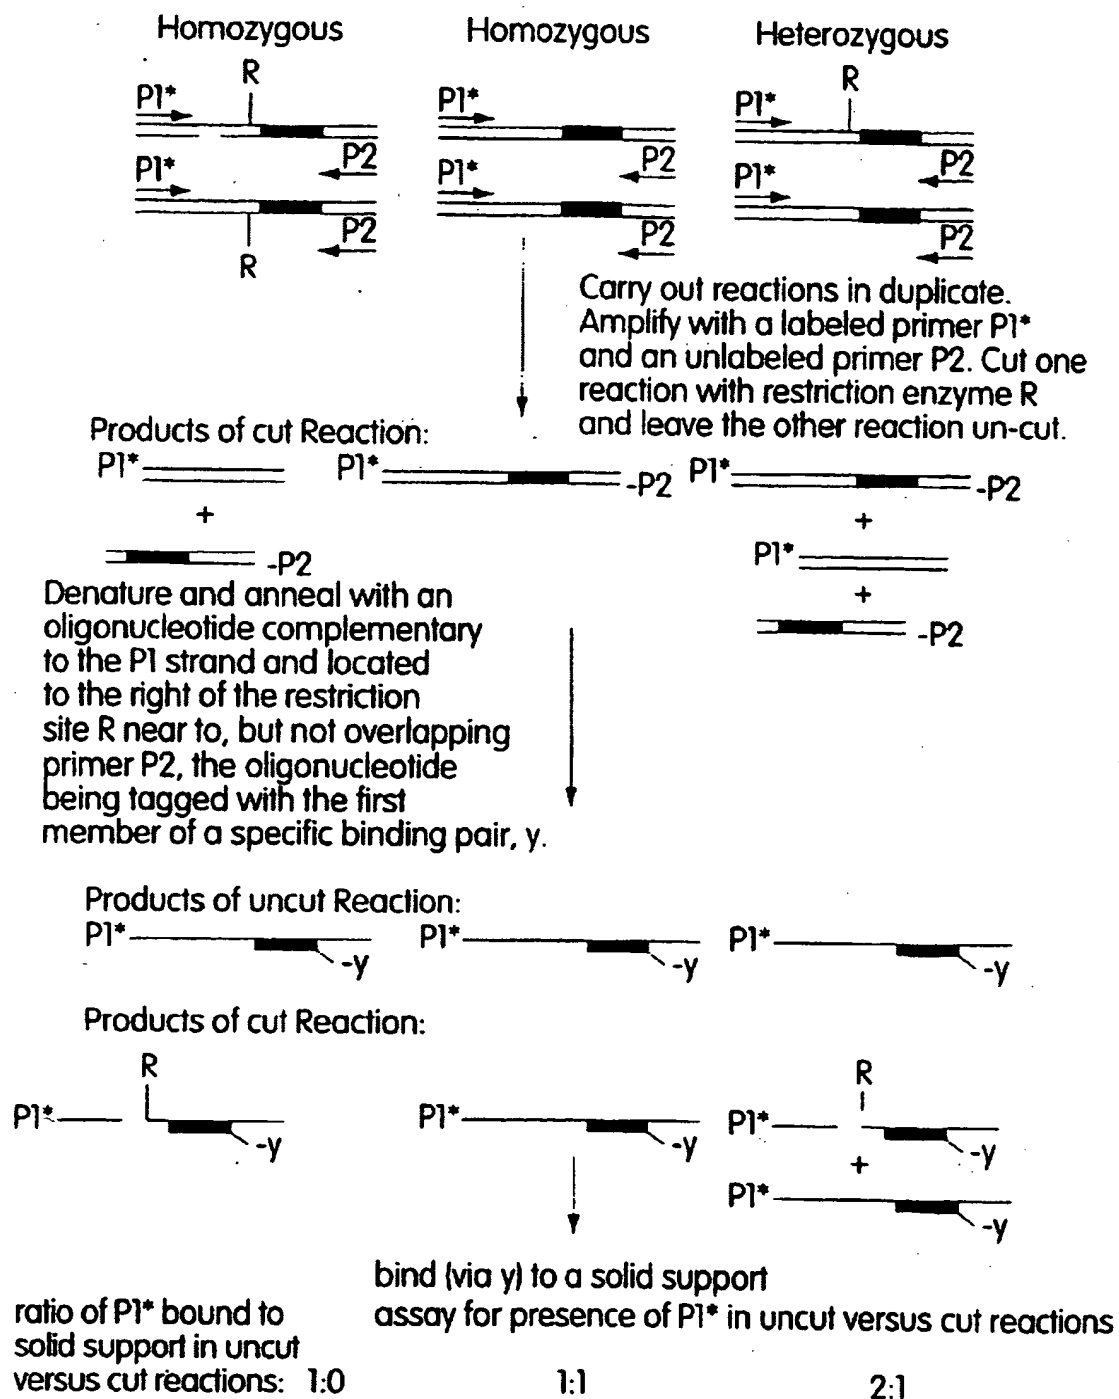 Homozygous Homozygous Heterozygous
R R
P1* P1* P1*
P2 P2 P2
P1* P1* P1*
P2 P2 P2
R
Carry out reactions in duplicate.
Amplify with a labeled primer P1*
and an unlabeled primer P2. Cut one
reaction with restriction enzyme R
and leave the other reaction un-cut.
Products of cut Reaction:
P1* P1* -P2 P1* -P2
+ +
P1*
-P2 +
-P2
Denature and anneal with an
oligonucleotide complementary
to the P1 strand and located
to the right of the restriction
site R near to, but not overlapping
primer P2, the oligonucleotide
being tagged with the first
member of a specific binding pair, y.
Products of uncut Reaction:
P1* P1* P1*
-y -y -y
Products of cut Reaction:
R R
P1* P1* P1*
-y -y -y
+
P1*
-y
bind (via y) to a solid support
assay for presence of P1* in uncut versus cut reactions
ratio of P1* bound to
solid support in uncut
versus cut reactions: 1:0 1:1 2:1